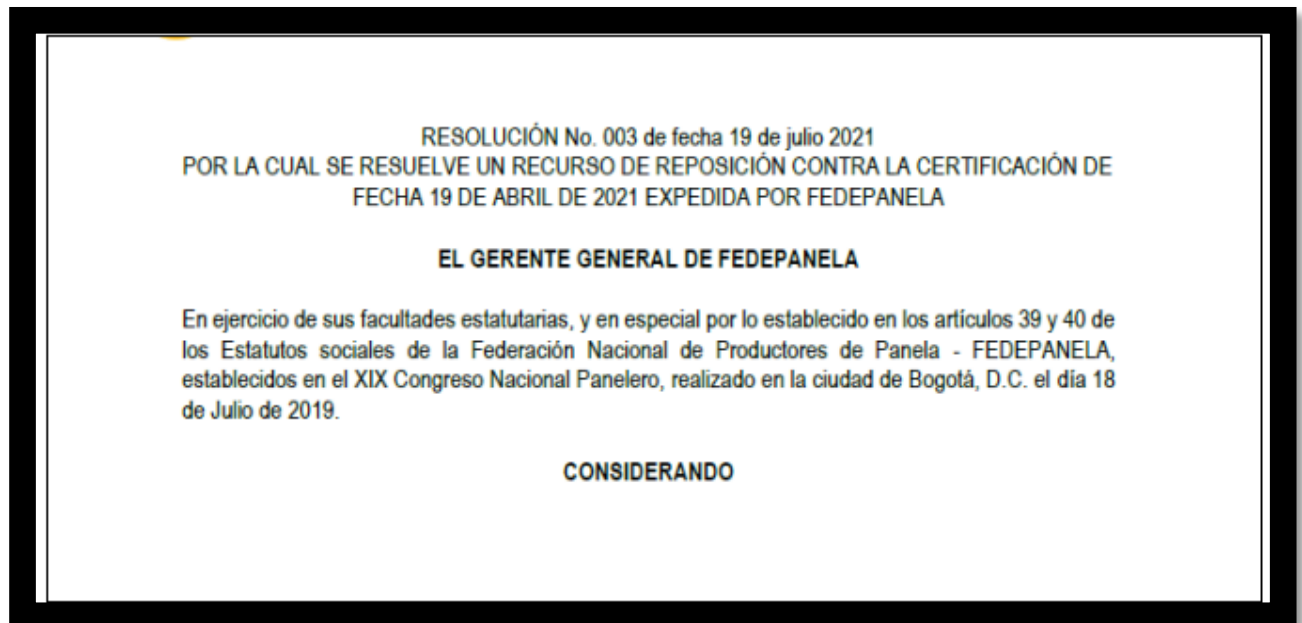 RESOLUCIÓN No. 003 de fecha 19 de julio 2021
POR LA CUAL SE RESUELVE UN RECURSO DE REPOSICIÓN CONTRA LA CERTIFICACIÓN DE
FECHA 19 DE ABRIL DE 2021 EXPEDIDA POR FEDEPANELA
EL GERENTE GENERAL DE FEDEPANELA
En ejercicio de sus facultades estatutarias, y en especial por lo establecido en los artículos 39 y 40 de
los Estatutos sociales de la Federación Nacional de Productores de Panela - FEDEPANELA,
establecidos en el XIX Congreso Nacional Panelero, realizado en la ciudad de Bogotá, D.C. el día 18
de Julio de 2019.
CONSIDERANDO